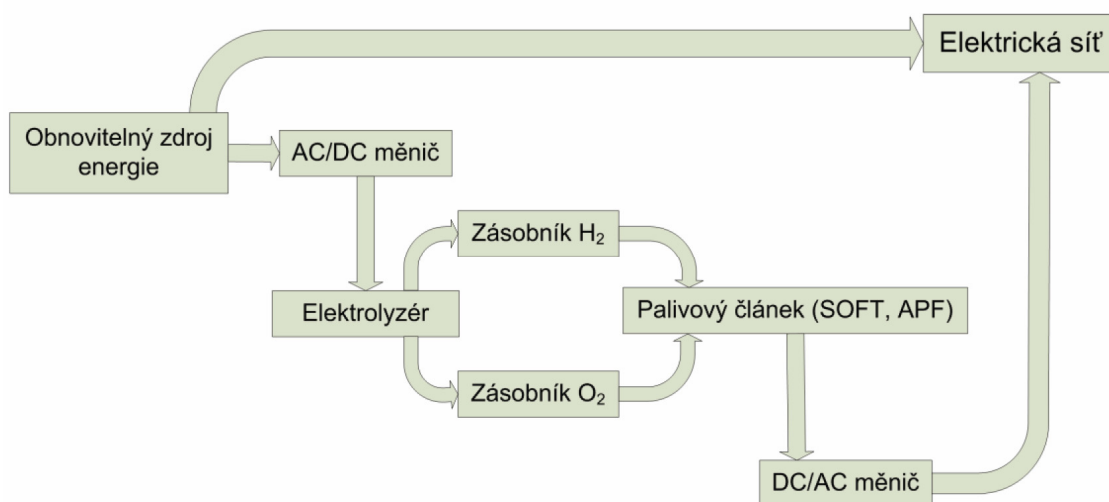 Elektrická síť
Obnovitelný zdroj
energie
AC/DC měnič
Zásobník H₂
Elektrolyzér
Palivový článek (SOFT, APF)
Zásobník O₂
DC/AC měnič